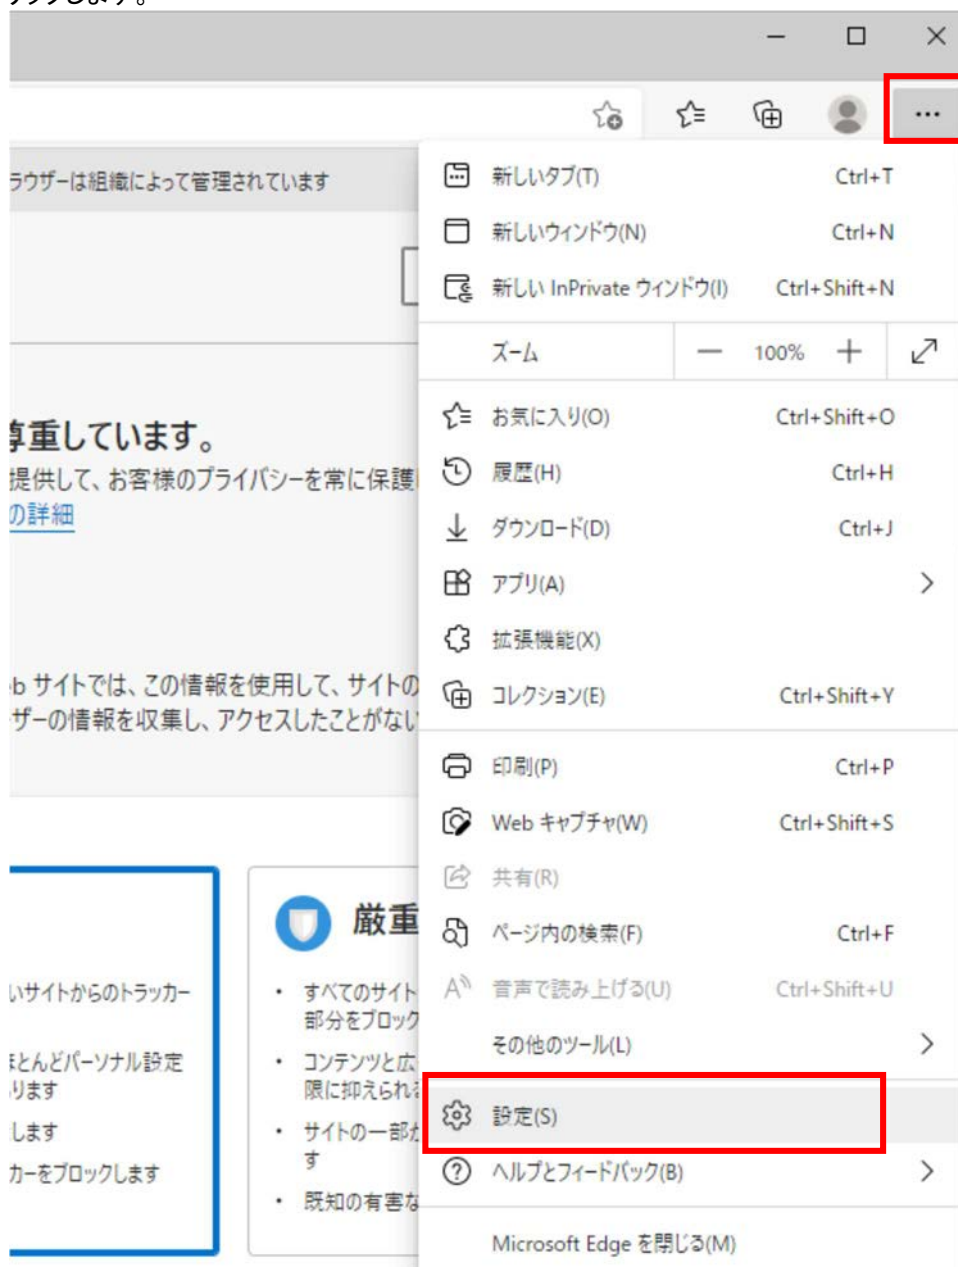 ックします。
ラウザーは組織によって管理されています
新しいタブ(T) Ctrl+T
新しいウィンドウ(N) Ctrl+N
新しい InPrivate ウィンドウ(I) Ctrl+Shift+N
ズーム 100%
お気に入り(O) Ctrl+Shift+O
履歴(H) Ctrl+H
ダウンロード(D) Ctrl+J
アプリ(A)
拡張機能(X)
コレクション(E) Ctrl+Shift+Y
印刷(P) Ctrl+P
Web キャプチャ(W) Ctrl+Shift+S
共有(R)
ページ内の検索(F) Ctrl+F
音声で読み上げる(U) Ctrl+Shift+U
その他のツール(L)
設定(S)
ヘルプとフィードバック(B)
Microsoft Edge を閉じる(M)
尊重しています。
提供して、お客様のプライバシーを常に保護
の詳細
b サイトでは、この情報を使用して、サイトの
ザーの情報を収集し、アクセスしたことがない
いサイトからのトラッカー
ほとんどパーソナル設定
ります
します
カーをブロックします
厳重
• すべてのサイト
部分をブロック
• コンテンツと広
限に抑えられ
• サイトの一部が
す
• 既知の有害な